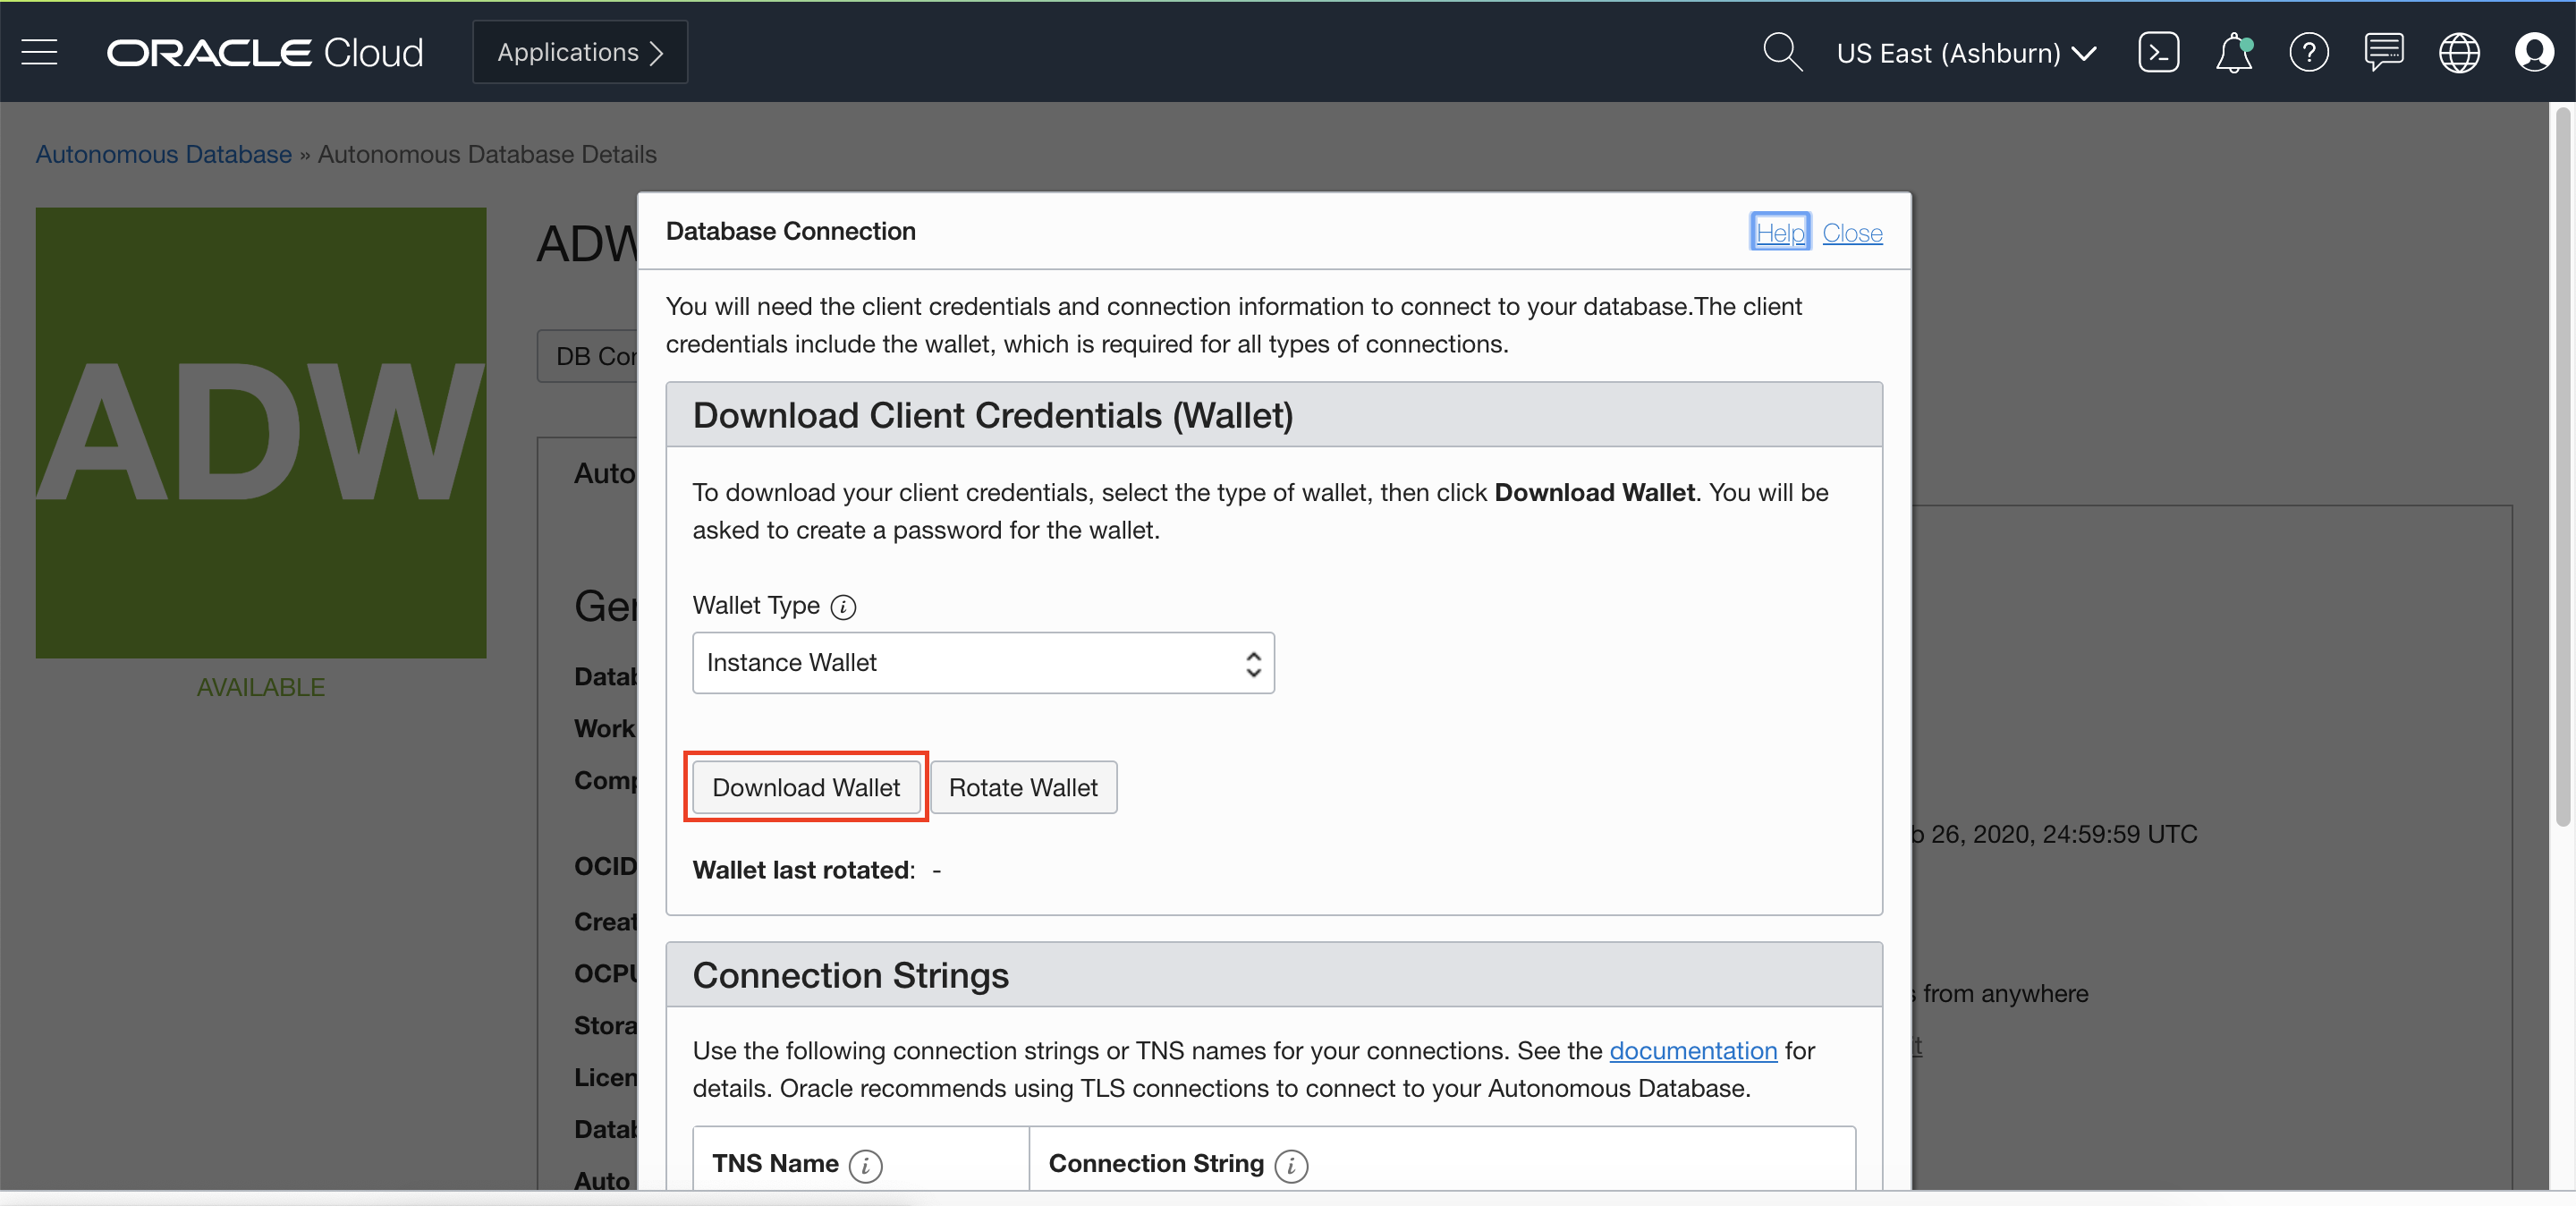 ORACLE Cloud
Applications
US East (Ashburn)
Autonomous Database » Autonomous Database Details
ADW
AVAILABLE
ADW
DB Con
Auto
Gen
Datab
Work
Comp
OCID
Creat
OCPU
Stora
Licen
Datab
Auto
Database Connection
Help Close
You will need the client credentials and connection information to connect to your database.The client
credentials include the wallet, which is required for all types of connections.
Download Client Credentials (Wallet)
To download your client credentials, select the type of wallet, then click Download Wallet. You will be
asked to create a password for the wallet.
Wallet Type
Instance Wallet
Download Wallet Rotate Wallet
Wallet last rotated: -
Connection Strings
Use the following connection strings or TNS names for your connections. See the documentation for
details. Oracle recommends using TLS connections to connect to your Autonomous Database.
TNS Name Connection String
b 26, 2020, 24:59:59 UTC
s from anywhere
t